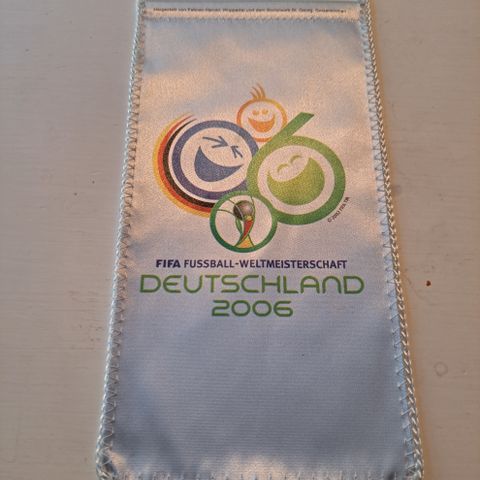 FIFA FUSSBALL-WELTMEISTERSCHAFT
DEUTSCHLAND
2006